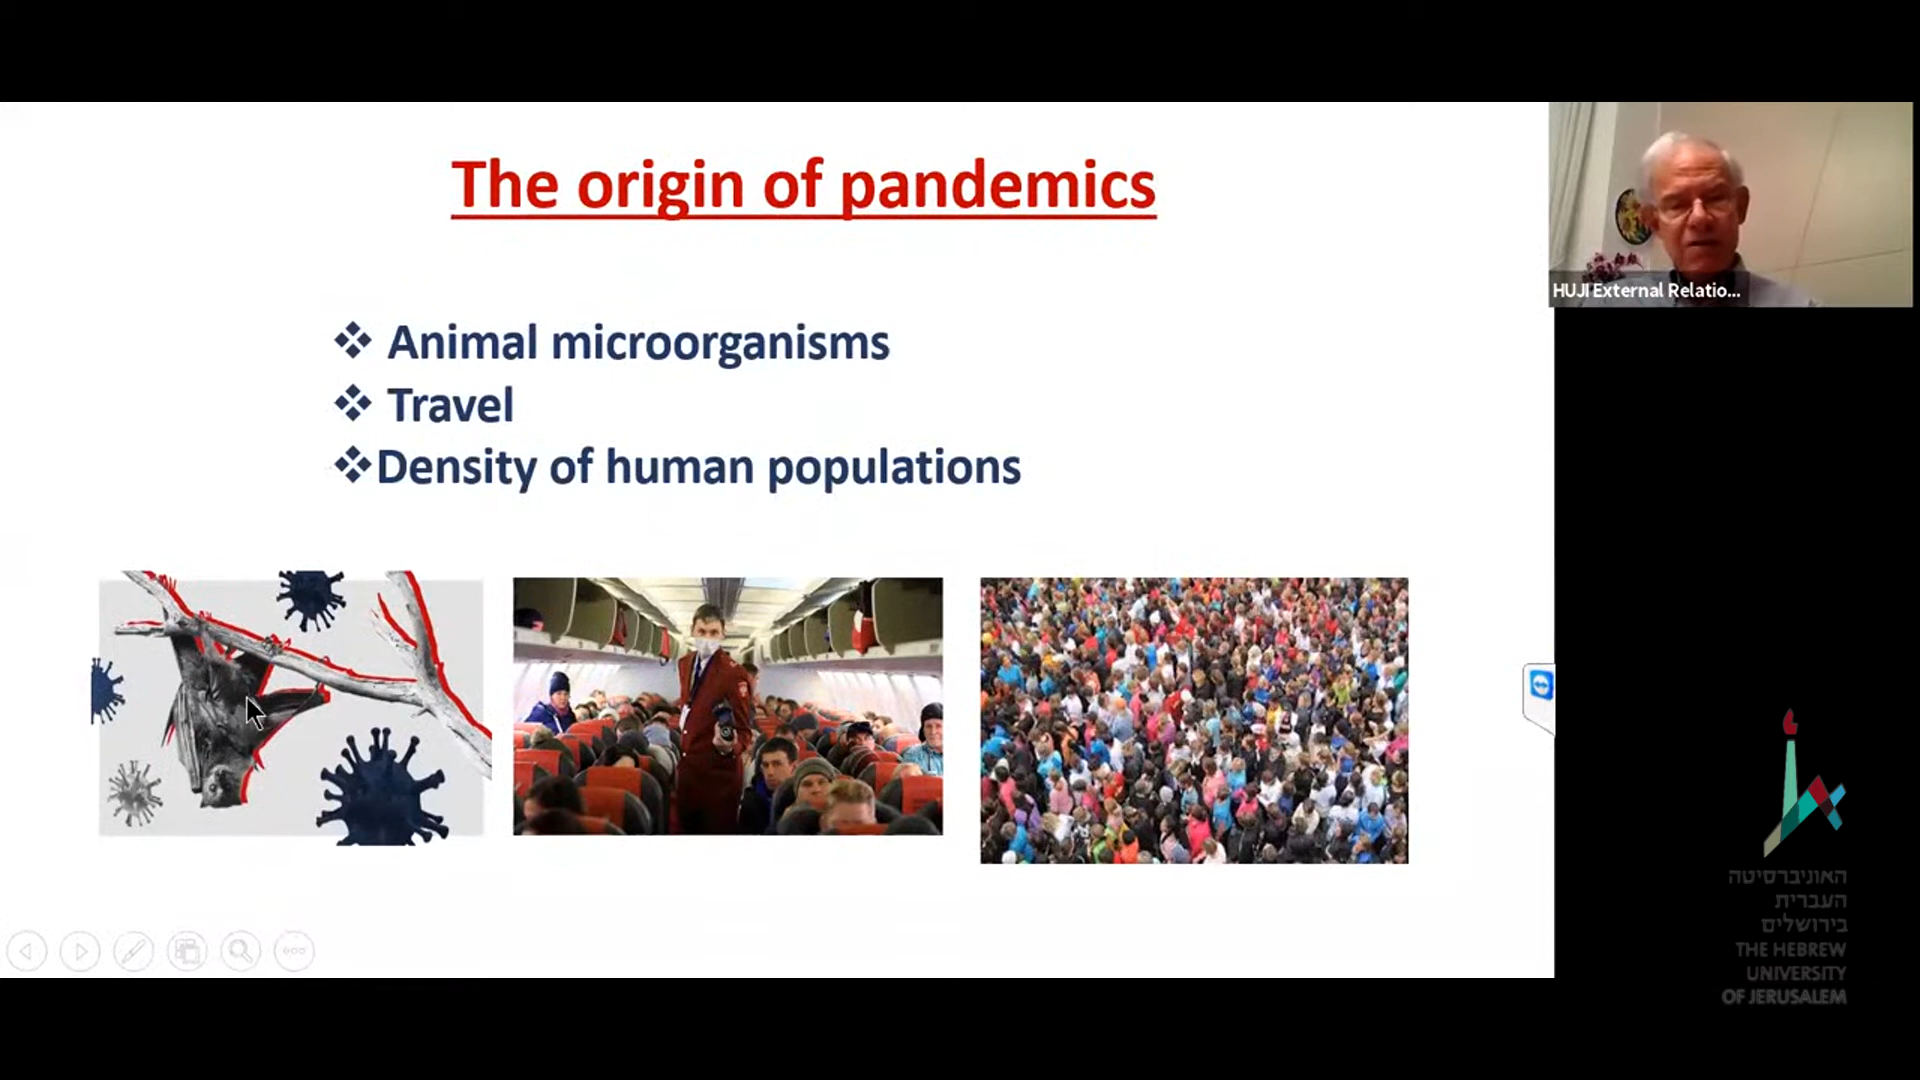 The origin of pandemics
Animal microorganisms
Travel
Density of human populations
HUJI External Relatio...
האוניברסיטה
העברית
בירושלים
THE HEBREW
UNIVERSITY
OF JERUSALEM